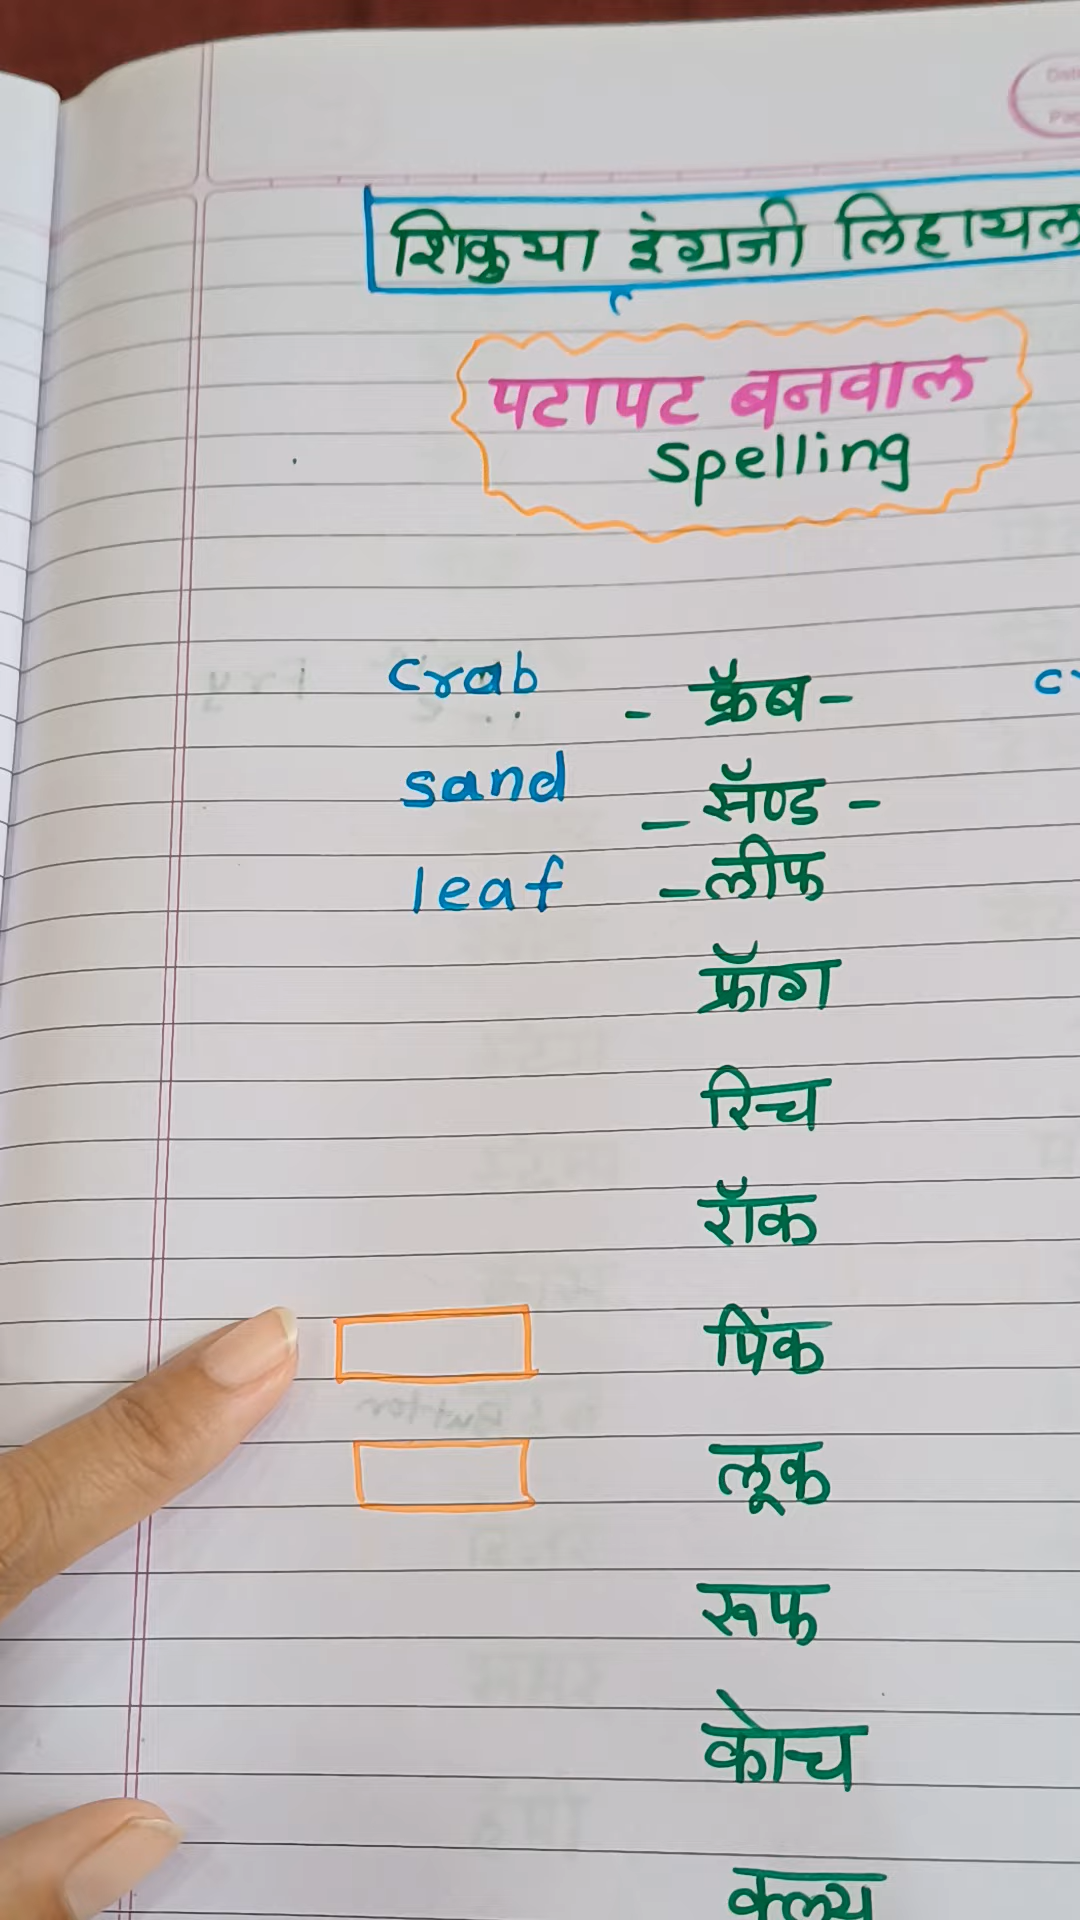 शिकुया इंग्रजी लिहायल
पटापट बनवाल
spelling
crab - क्रॅब -
sand - सॅण्ड -
leaf - लीफ
फ्रॉग
रिच
रॉक
पिंक
लूक
रूफ
कोच